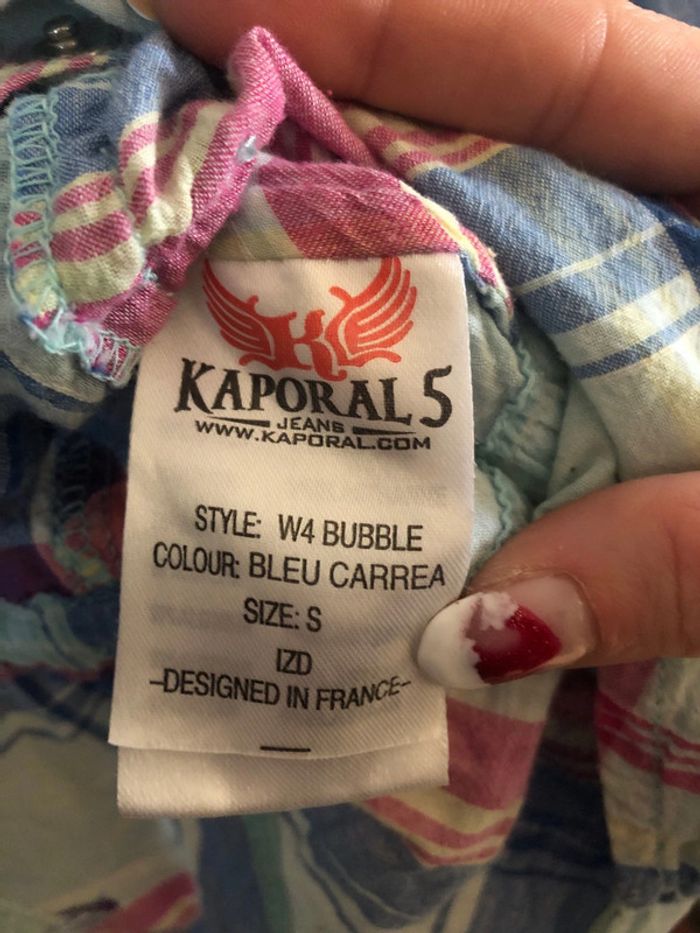 K
KAPORAL 5
JEANS
WWW.KAPORAL.COM
STYLE: W4 BUBBLE
COLOUR: BLEU CARREA
SIZE: S
IZD
-DESIGNED IN FRANCE-